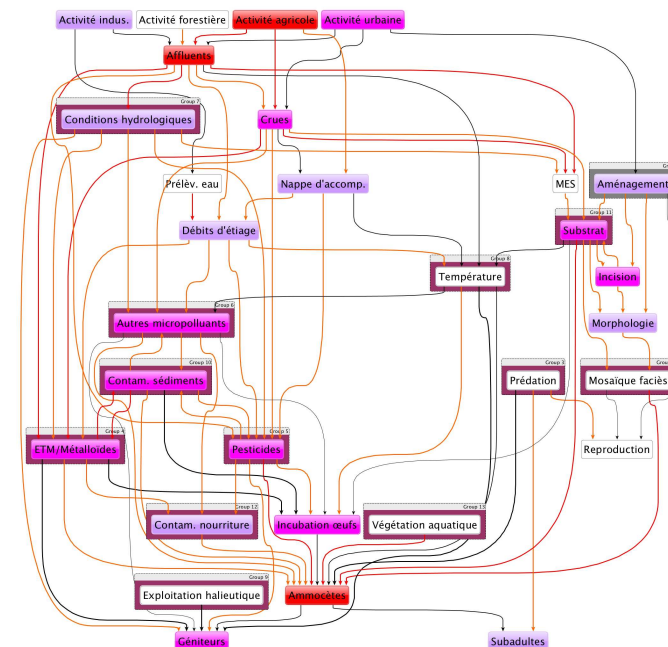 Activité indus.
Activité forestière
Activité agricole
Activité urbaine
Affluents
Group 7
Conditions hydrologiques
Crues
Prélèv. eau
Nappe d'accomp.
MES
Aménagement
Group 11
Substrat
Débits d'étiage
Group 8
Température
Incision
Group 6
Autres micropolluants
Morphologie
Group 10
Contam. sédiments
Group 3
Prédation
Mosaïque faciès
Group 4
ETM/Métalloïdes
Group 5
Pesticides
Reproduction
Group 12
Contam. nourriture
Incubation œufs
Group 13
Végétation aquatique
Group 9
Exploitation halieutique
Ammocètes
Géniteurs
Subadultes